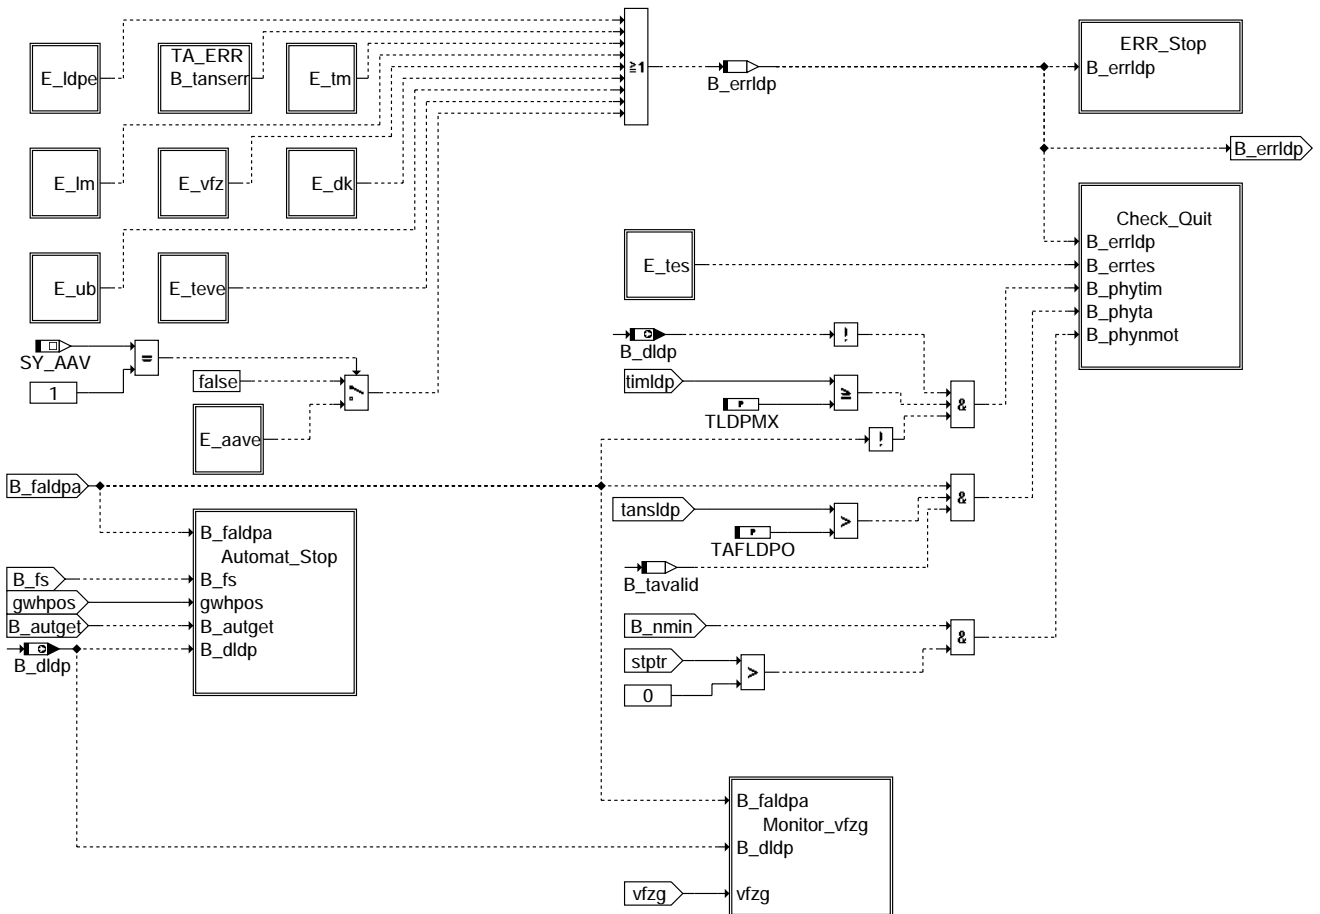 TA_ERR
ERR_Stop
E_ldpe
B_tanserr
E_tm
≧1
B_errldp
B_errldp
B_errldp
E_lm
E_vfz
E_dk
Check_Quit
B_errldp
E_tes
B_errtes
E_ub
E_teve
B_phytim
B_phyta
B_phynmot
!
SY_AAV
=
B_dldp
false
timldp
1
≧
&
P
TLDPMX
E_aave
!
B_faldpa
&
tansldp
>
B_faldpa
P
Automat_Stop
TAFLDPO
B_fs
B_fs
B_tavalid
gwhpos
gwhpos
B_autget
B_autget
B_nmin
&
B_dldp
B_dldp
stptr
>
0
B_faldpa
Monitor_vfzg
B_dldp
vfzg
vfzg